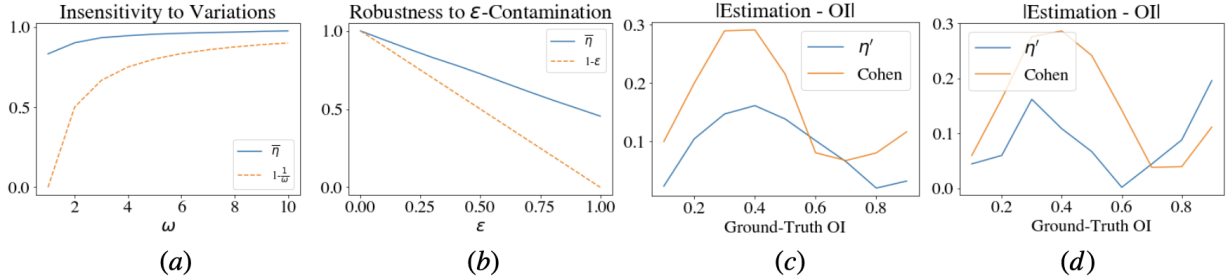 Insensitivity to Variations
1.0
0.5
0.0
2
4
6
8
10
ω
η̅
1-1/ω
(a)
Robustness to ε-Contamination
1.0
0.5
0.0
0.00
0.25
0.50
0.75
1.00
ε
η̅
1-ε
(b)
|Estimation - OI|
0.3
0.2
0.1
0.2
0.4
0.6
0.8
Ground-Truth OI
η′
Cohen
(c)
|Estimation - OI|
0.3
0.2
0.1
0.0
0.2
0.4
0.6
0.8
Ground-Truth OI
η′
Cohen
(d)